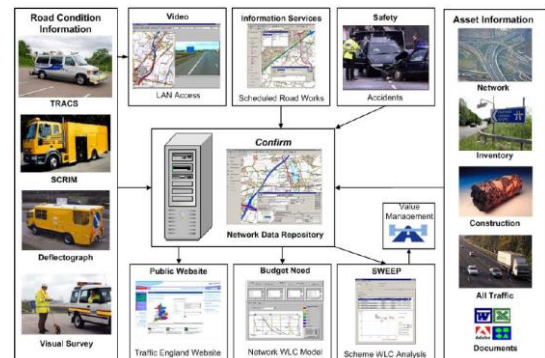 Road Condition
Information
TRACS
SCRIM
Deflectograph
Visual Survey
Video
LAN Access
Information Services
Scheduled Road Works
Safety
Accidents
Confirm
Network Data Repository
Value
Management
Public Website
Traffic England Website
Budget Need
Network WLC Model
SWEEP
Scheme WLC Analysis
Asset Information
Network
Inventory
Construction
All Traffic
Adobe
Documents